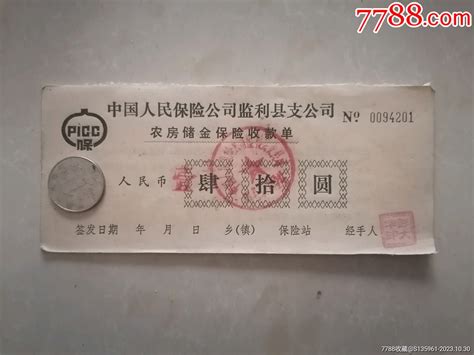 7788.com
PICC
保
中国人民保险公司监利县支公司
Nº 0094201
农房储金保险收款单
人民币 壹 肆 拾 圆
签发日期 年 月 日 乡(镇) 保险站 经手人
7788收藏@S135961-2023.10.30